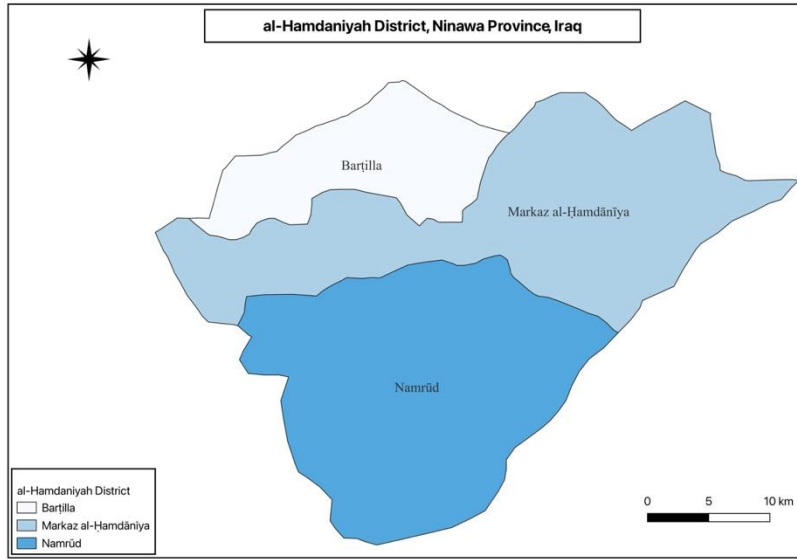 al-Hamdaniyah District, Ninawa Province, Iraq
Barṭilla
Markaz al-Ḥamdānīya
Namrūd
al-Hamdaniyah District
Barṭilla
Markaz al-Ḥamdāniya
Namrūd
0 5 10 km